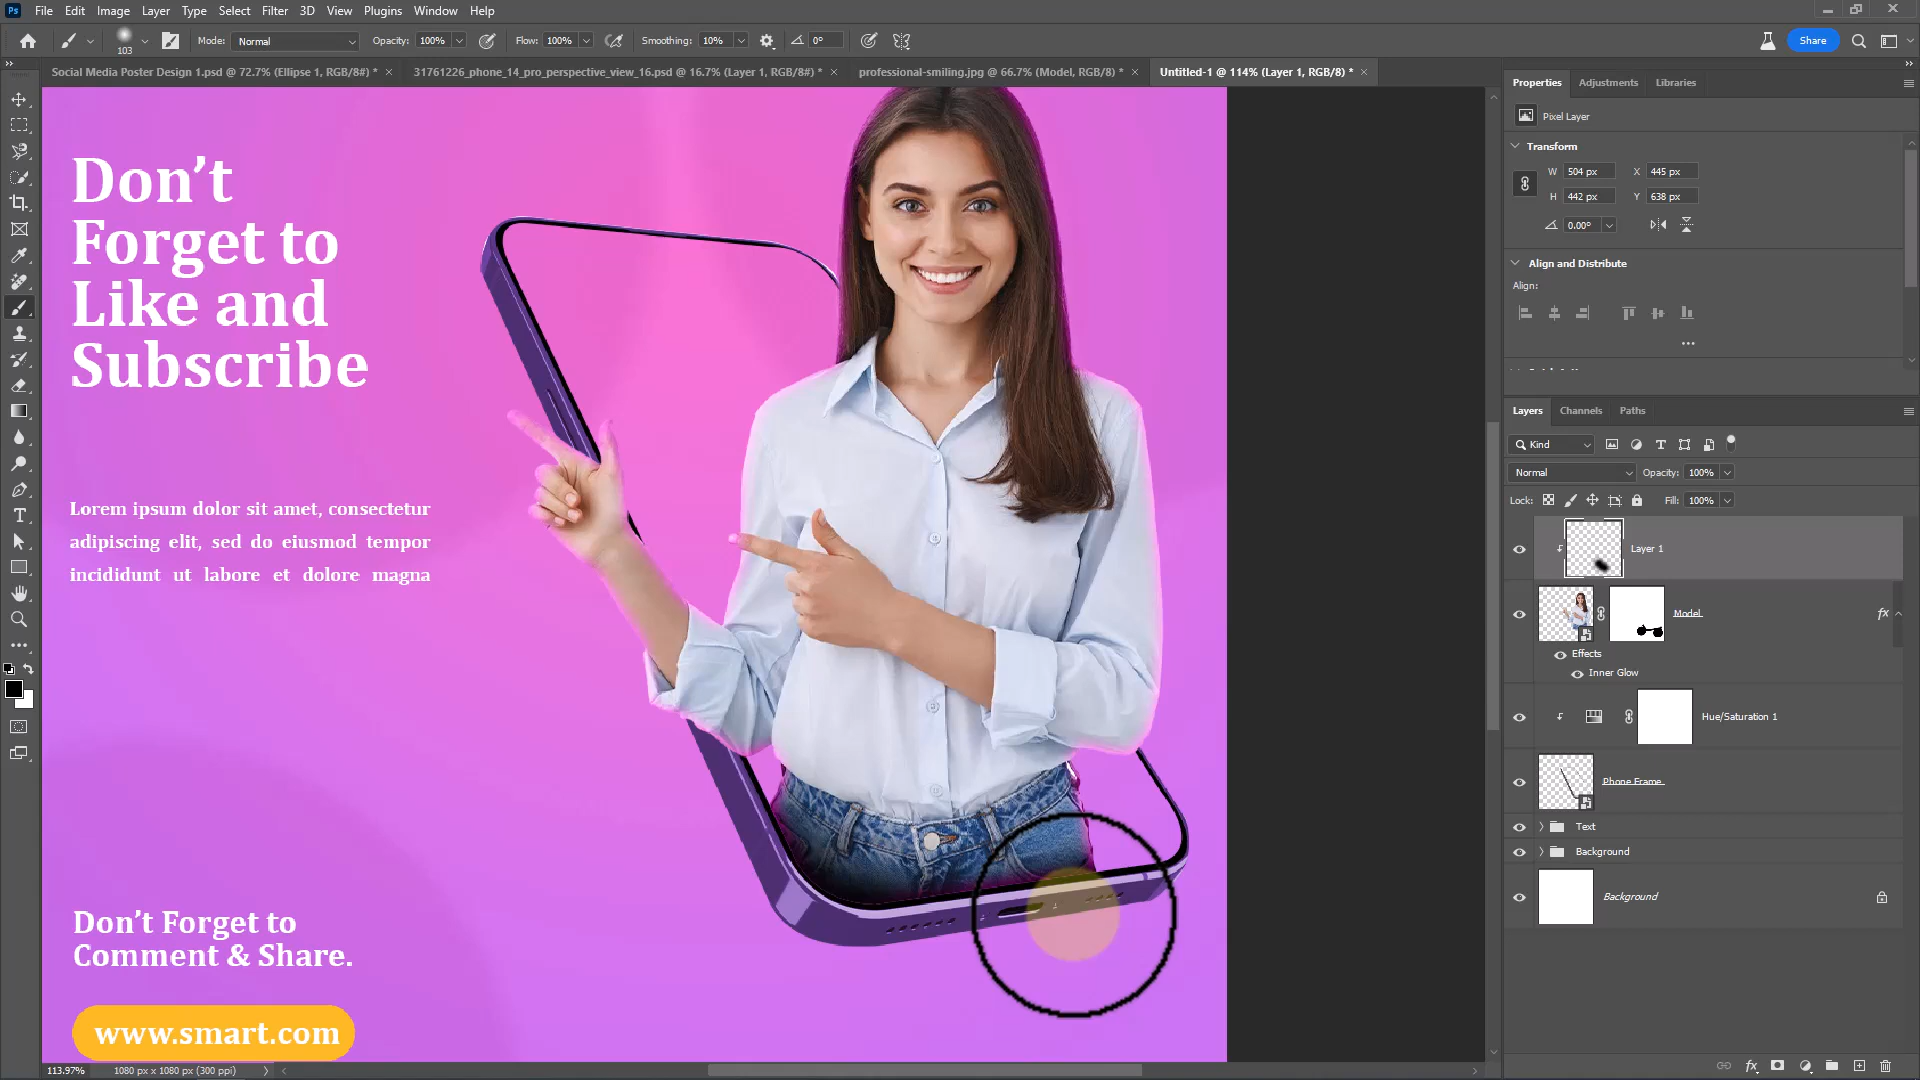 Ps File Edit Image Layer Type Select Filter 3D View Plugins Window Help
103 Mode: Normal Opacity: 100% Flow: 100% Smoothing: 10% 0° Share
Social Media Poster Design 1.psd @ 72.7% (Ellipse 1, RGB/8#) * × 31761226_phone_14_pro_perspective_view_16.psd @ 16.7% (Layer 1, RGB/8#) * × professional-smiling.jpg @ 66.7% (Model, RGB/8) * × Untitled-1 @ 114% (Layer 1, RGB/8) * ×
Don't
Forget to
Like and
Subscribe
Lorem ipsum dolor sit amet, consectetur
adipiscing elit, sed do eiusmod tempor
incididunt ut labore et dolore magna
Don't Forget to
Comment & Share.
www.smart.com
113.97% 1080 px x 1080 px (300 ppi)
Properties Adjustments Libraries
Pixel Layer
Transform
W 504 px X 445 px
H 442 px Y 638 px
0.00°
Align and Distribute
Align:
Layers Channels Paths
Kind
Normal Opacity: 100%
Lock: Fill: 100%
Layer 1
Model fx
Effects
Inner Glow
Hue/Saturation 1
Phone Frame
Text
Background
Background
fx